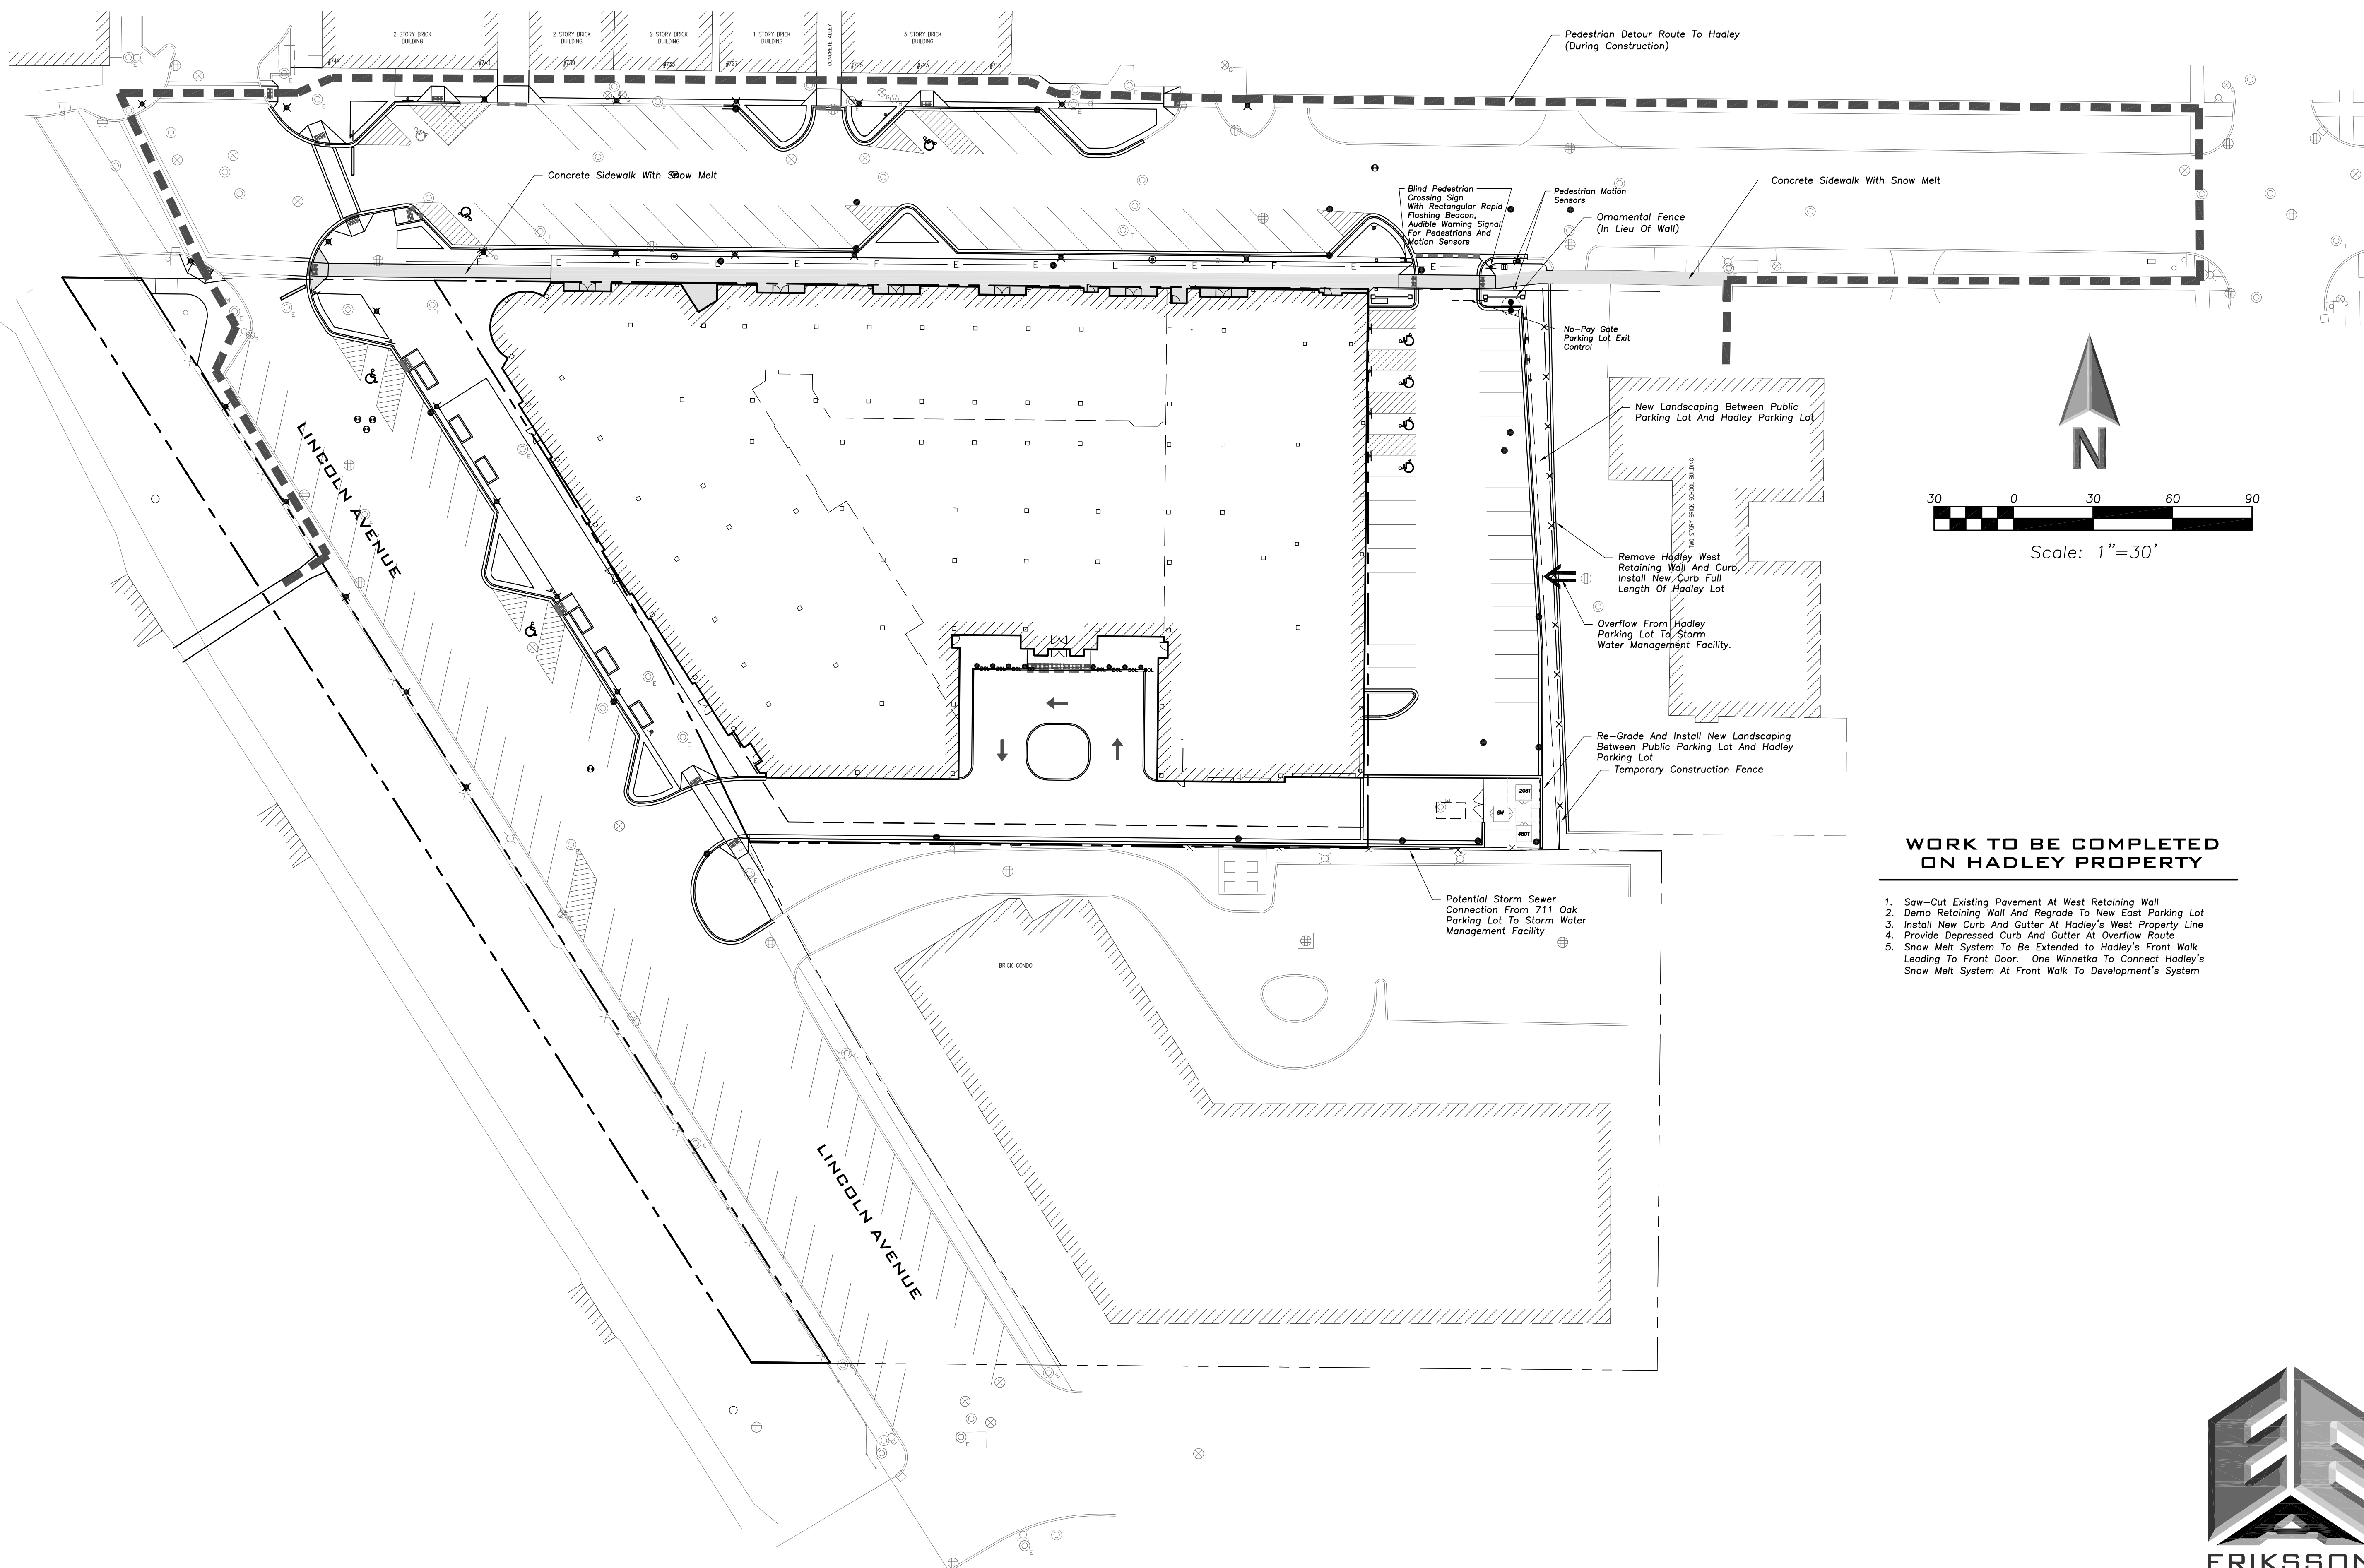 2 STORY BRICK
BUILDING
2 STORY BRICK
BUILDING
2 STORY BRICK
BUILDING
1 STORY BRICK
BUILDING
CONCRETE ALLEY
3 STORY BRICK
BUILDING
#743
#739
#733
#727
#725
#723
#715
Pedestrian Detour Route To Hadley
(During Construction)
Concrete Sidewalk With Snow Melt
Blind Pedestrian
Crossing Sign
With Rectangular Rapid
Flashing Beacon,
Audible Warning Signal
For Pedestrians And
Motion Sensors
Pedestrian Motion
Sensors
Ornamental Fence
(In Lieu Of Wall)
Concrete Sidewalk With Snow Melt
No-Pay Gate
Parking Lot Exit
Control
New Landscaping Between Public
Parking Lot And Hadley Parking Lot
TWO STORY BRICK SCHOOL BUILDING
N
30 0 30 60 90
Scale: 1"=30'
LINCOLN AVENUE
Remove Hadley West
Retaining Wall And Curb.
Install New Curb Full
Length Of Hadley Lot
Overflow From Hadley
Parking Lot To Storm
Water Management Facility.
Re-Grade And Install New Landscaping
Between Public Parking Lot And Hadley
Parking Lot
Temporary Construction Fence
208T
SW
480T
WORK TO BE COMPLETED
ON HADLEY PROPERTY
1. Saw-Cut Existing Pavement At West Retaining Wall
2. Demo Retaining Wall And Regrade To New East Parking Lot
3. Install New Curb And Gutter At Hadley's West Property Line
4. Provide Depressed Curb And Gutter At Overflow Route
5. Snow Melt System To Be Extended to Hadley's Front Walk
Leading To Front Door. One Winnetka To Connect Hadley's
Snow Melt System At Front Walk To Development's System
Potential Storm Sewer
Connection From 711 Oak
Parking Lot To Storm Water
Management Facility
BRICK CONDO
LINCOLN AVENUE
ERIKSSON